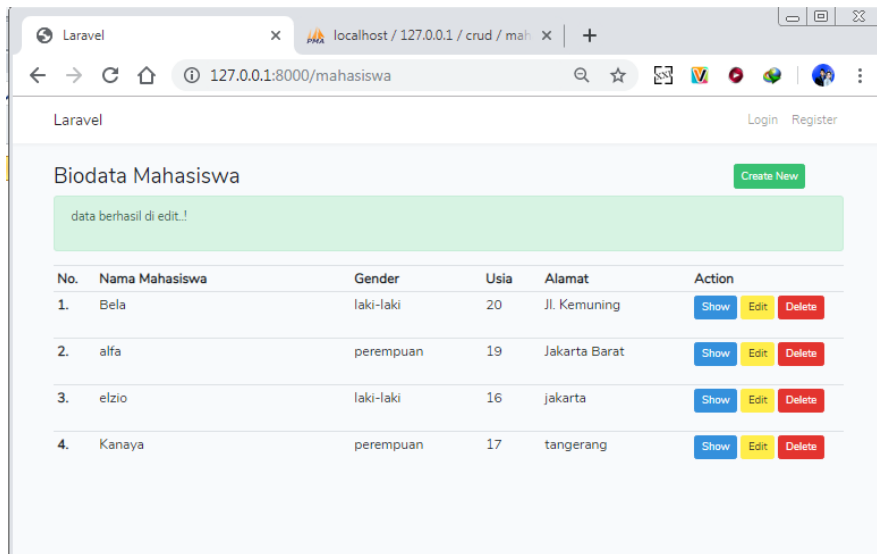 Laravel
PMA localhost / 127.0.0.1 / crud / mah
127.0.0.1:8000/mahasiswa
Laravel Login Register
Biodata Mahasiswa Create New
data berhasil di edit..!
No. Nama Mahasiswa Gender Usia Alamat Action
1. Bela laki-laki 20 Jl. Kemuning Show Edit Delete
2. alfa perempuan 19 Jakarta Barat Show Edit Delete
3. elzio laki-laki 16 jakarta Show Edit Delete
4. Kanaya perempuan 17 tangerang Show Edit Delete